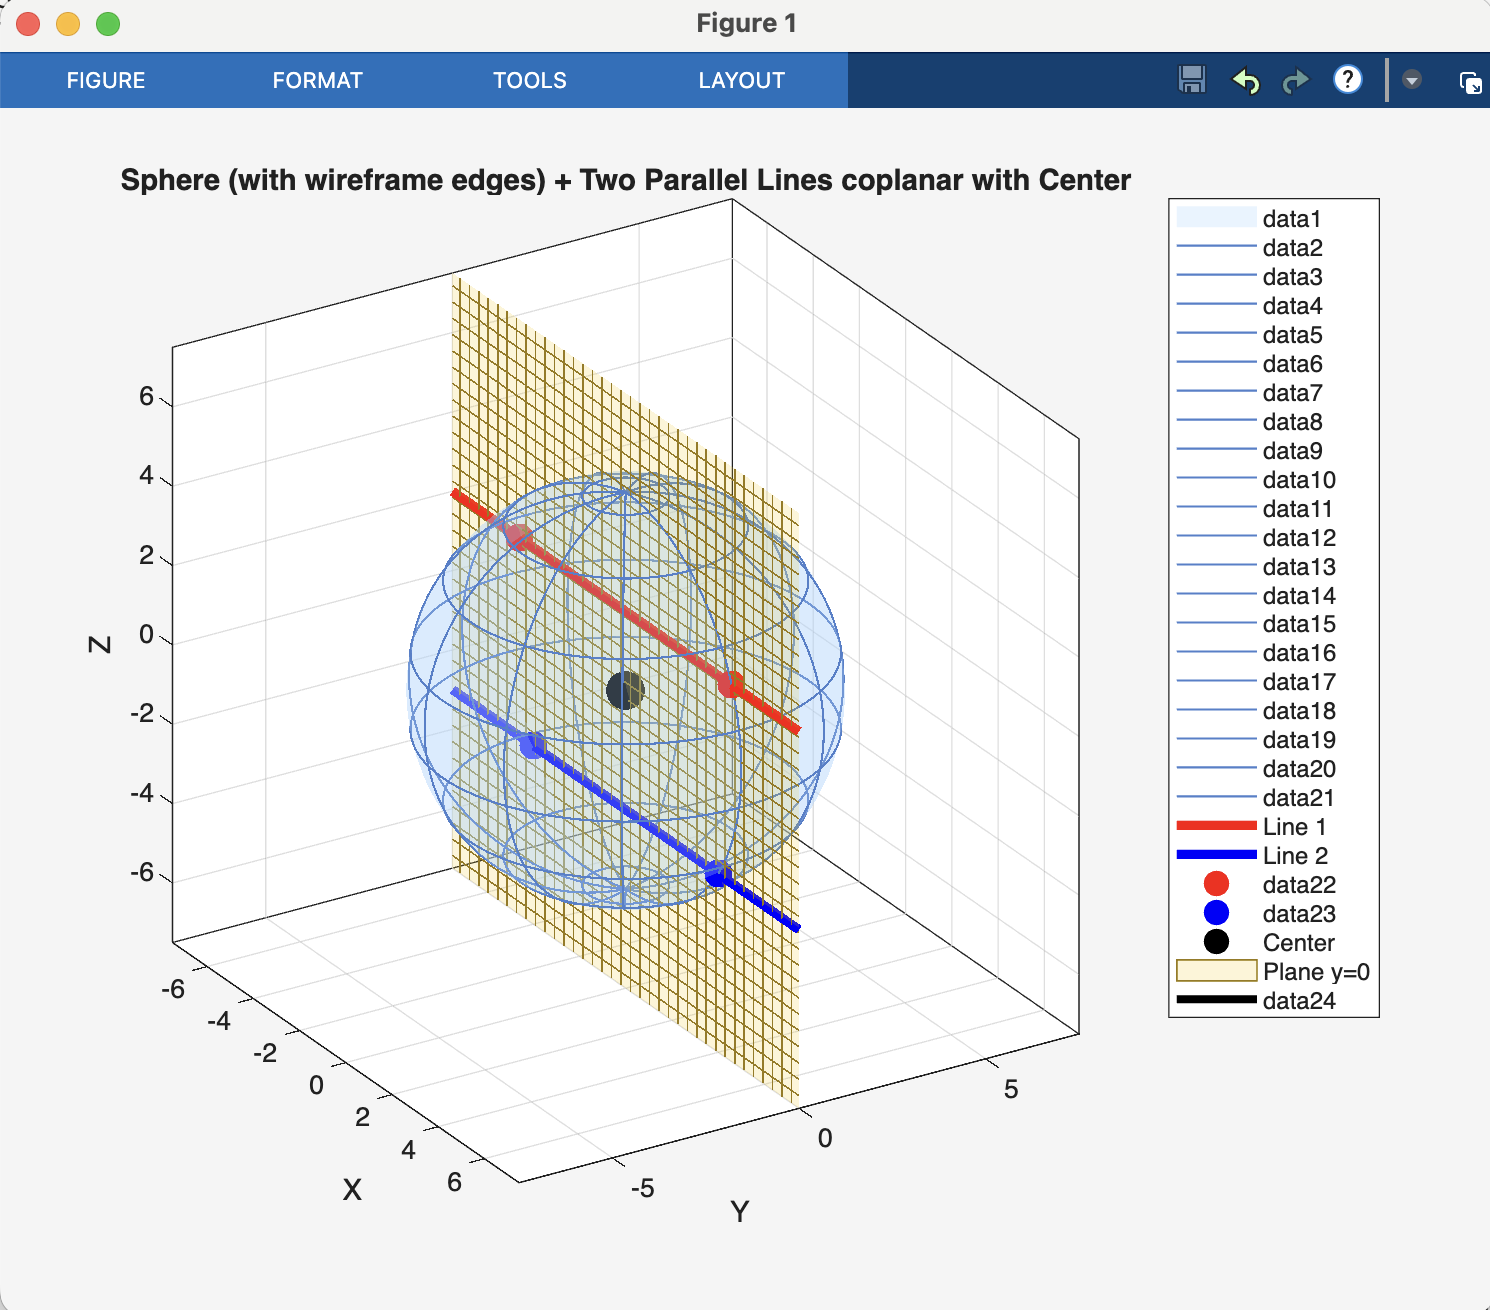 Figure 1
FIGURE FORMAT TOOLS LAYOUT
?
Sphere (with wireframe edges) + Two Parallel Lines coplanar with Center
6
4
2
0
-2
-4
-6
Z
-6
-4
-2
0
2
4
6
X
-5
0
5
Y
data1
data2
data3
data4
data5
data6
data7
data8
data9
data10
data11
data12
data13
data14
data15
data16
data17
data18
data19
data20
data21
Line 1
Line 2
data22
data23
Center
Plane y=0
data24